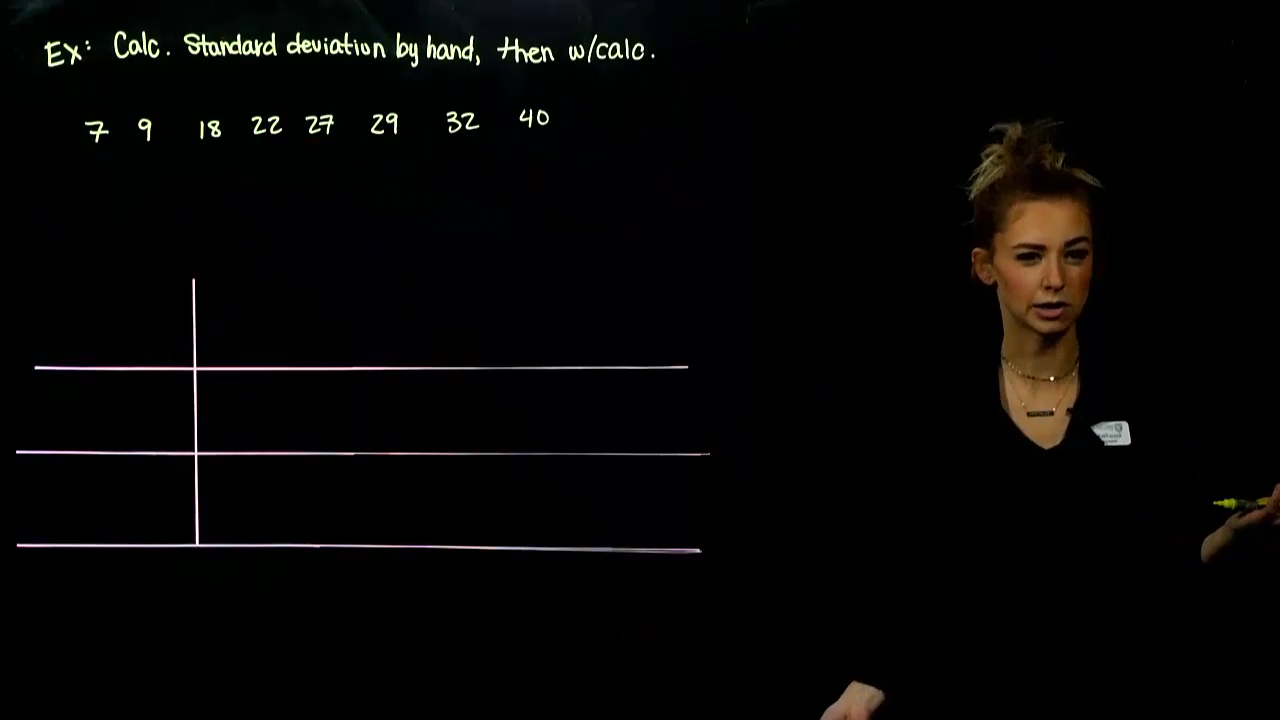 Ex: Calc. Standard deviation by hand, then w/calc.
7 9 18 22 27 29 32 40